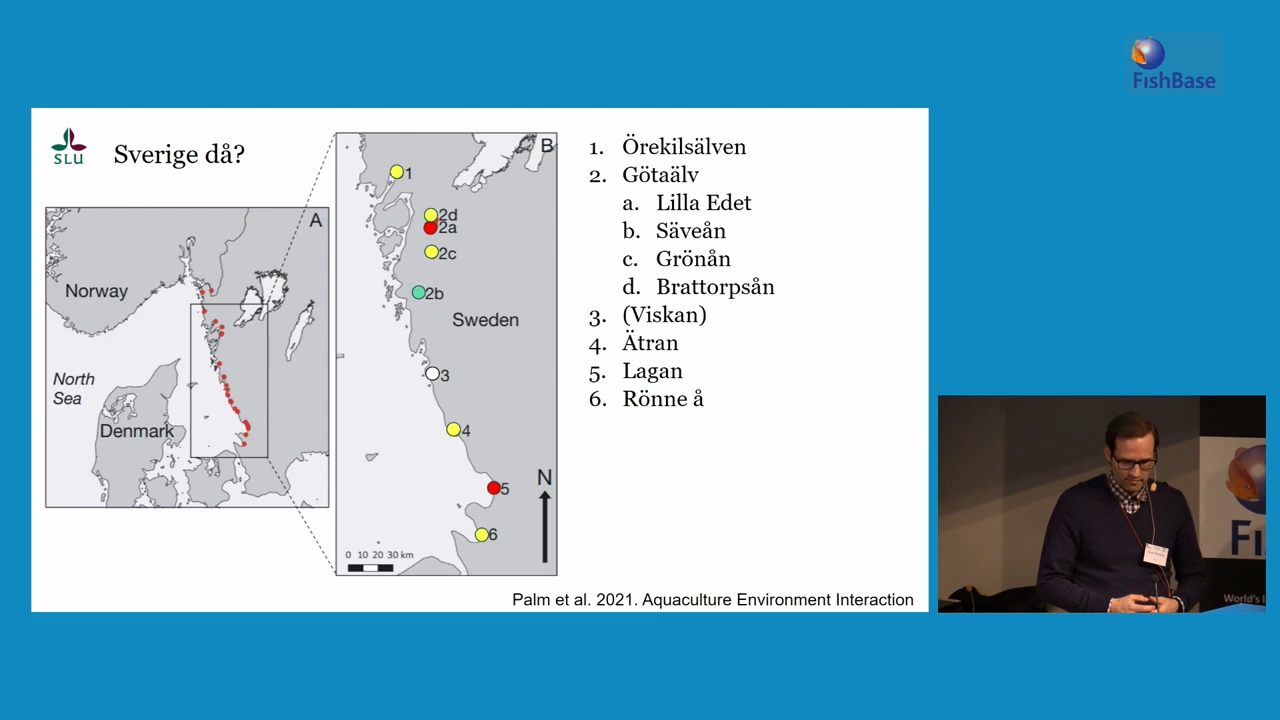 FishBase
SLU
Sverige då?
A
Norway
North
Sea
Denmark
B
1
2d
2a
2c
2b
Sweden
3
4
5
6
N
0 10 20 30 km
1. Örekilsälven
2. Götaälv
a. Lilla Edet
b. Säveån
c. Grönån
d. Brattorpsån
3. (Viskan)
4. Ätran
5. Lagan
6. Rönne å
Palm et al. 2021. Aquaculture Environment Interaction
Fi
World's